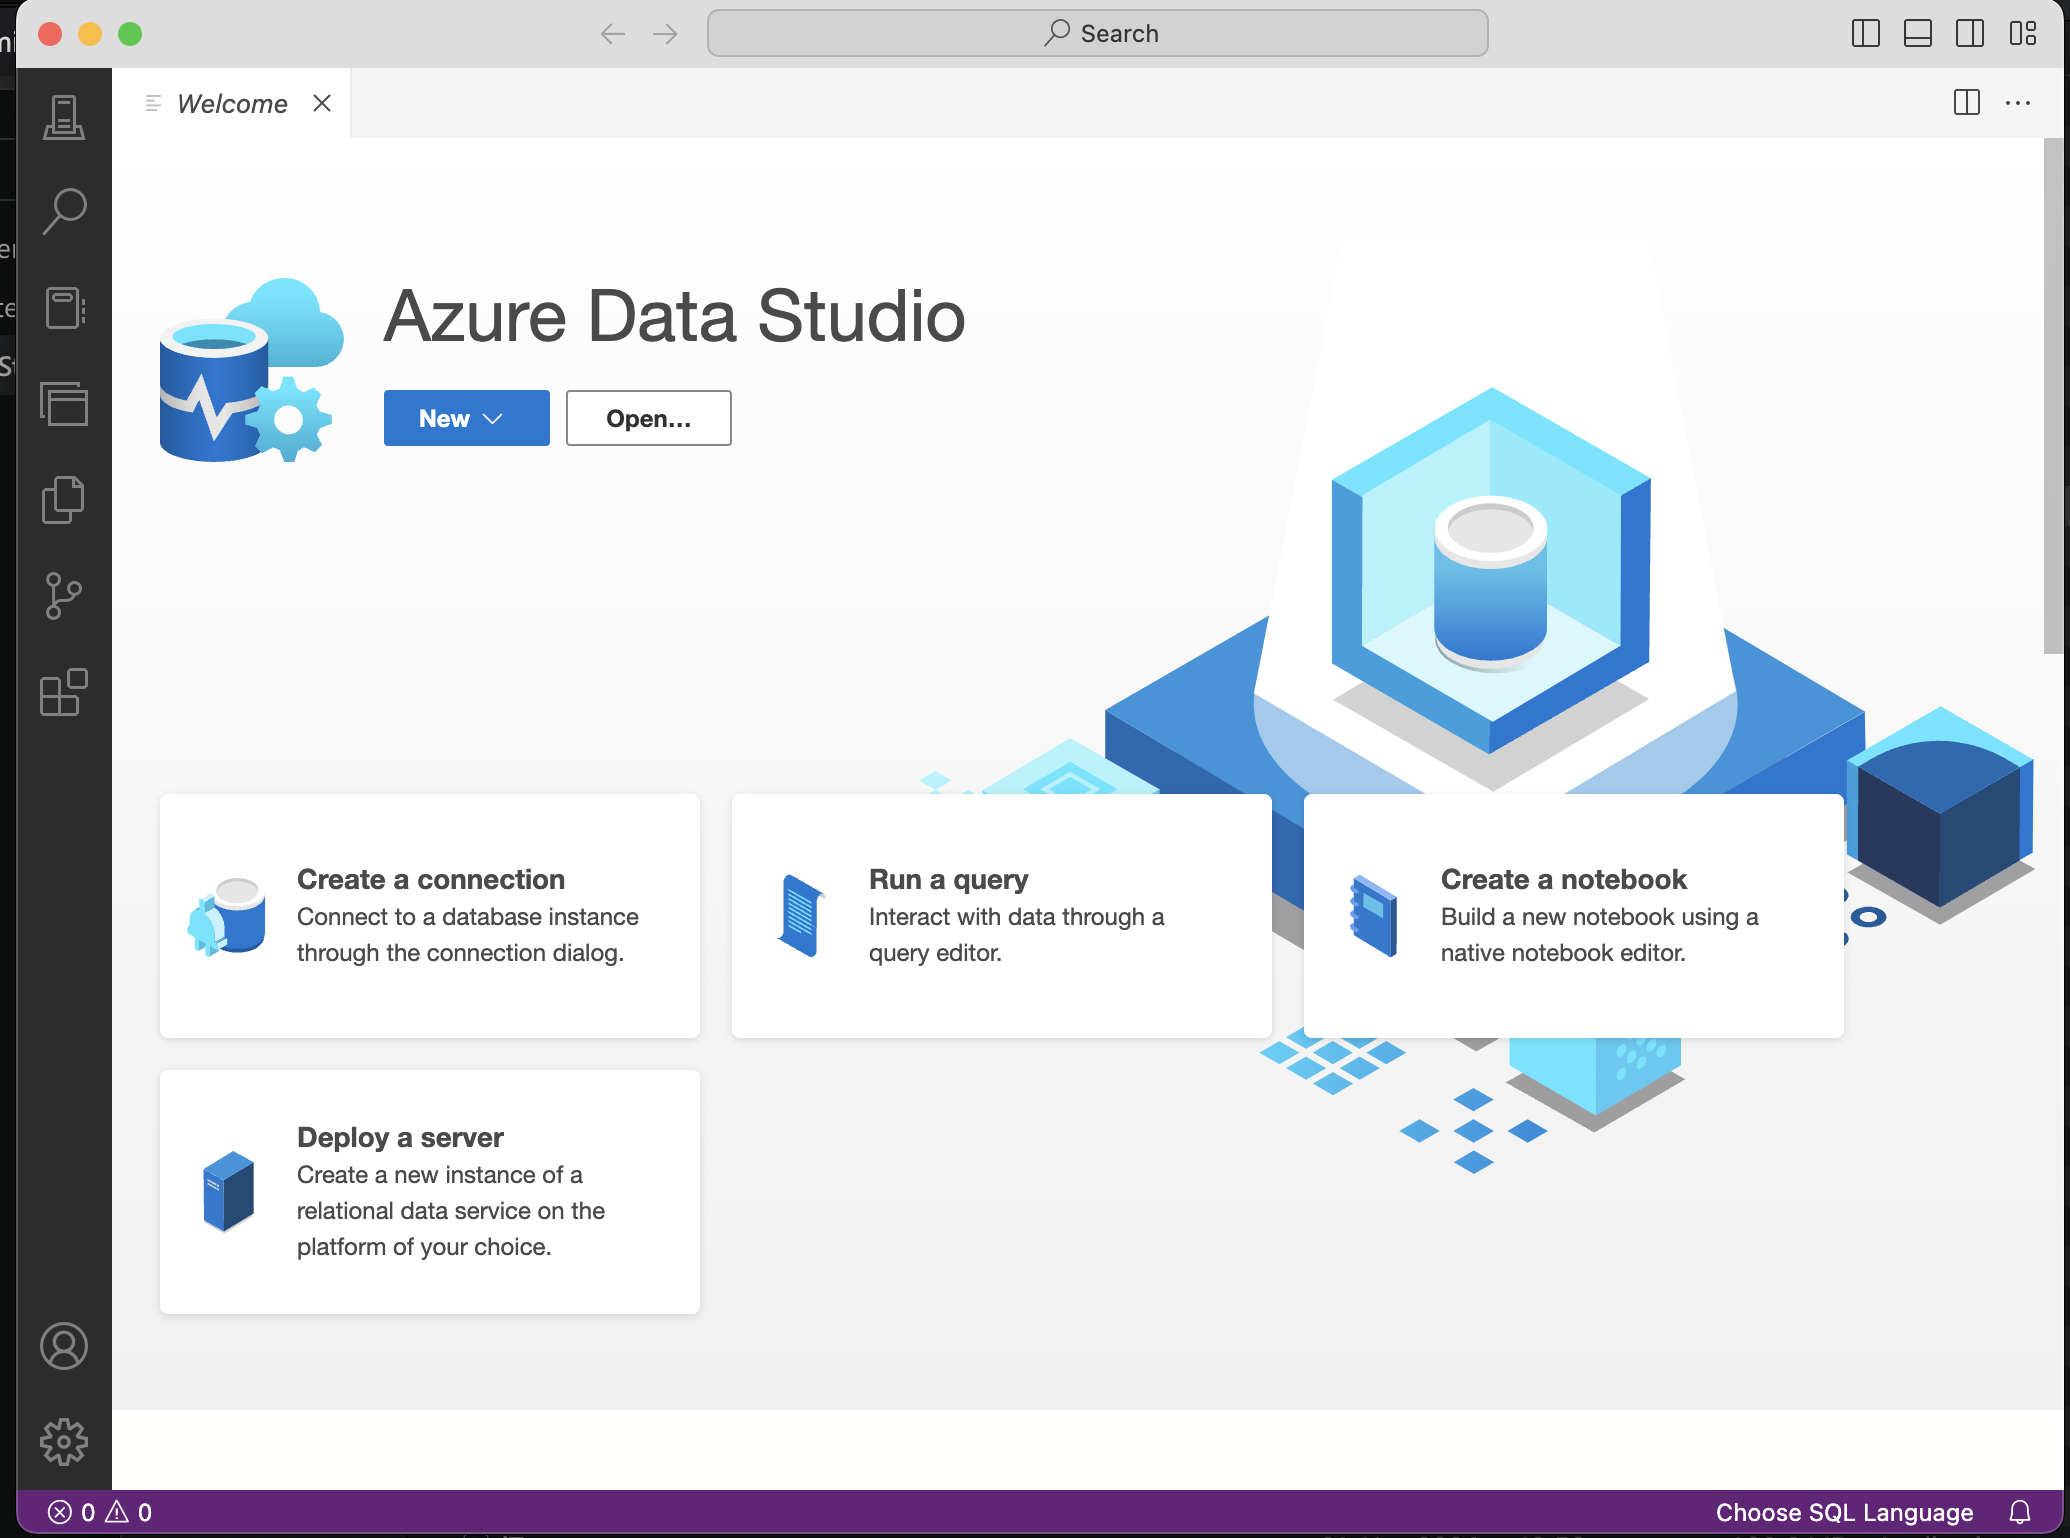 Search
Welcome
Azure Data Studio
New
Open...
Create a connection
Connect to a database instance
through the connection dialog.
Run a query
Interact with data through a
query editor.
Create a notebook
Build a new notebook using a
native notebook editor.
Deploy a server
Create a new instance of a
relational data service on the
platform of your choice.
0 0
Choose SQL Language